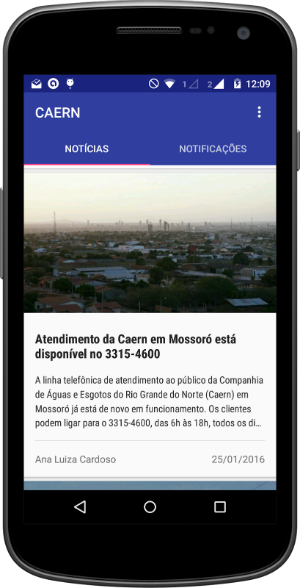 1 2 12:09
CAERN
NOTÍCIAS NOTIFICAÇÕES
Atendimento da Caern em Mossoró está
disponível no 3315-4600
A linha telefônica de atendimento ao público da Companhia
de Águas e Esgotos do Rio Grande do Norte (Caern) em
Mossoró já está de novo em funcionamento. Os clientes
podem ligar para o 3315-4600, das 6h às 18h, todos os di…
Ana Luiza Cardoso 25/01/2016